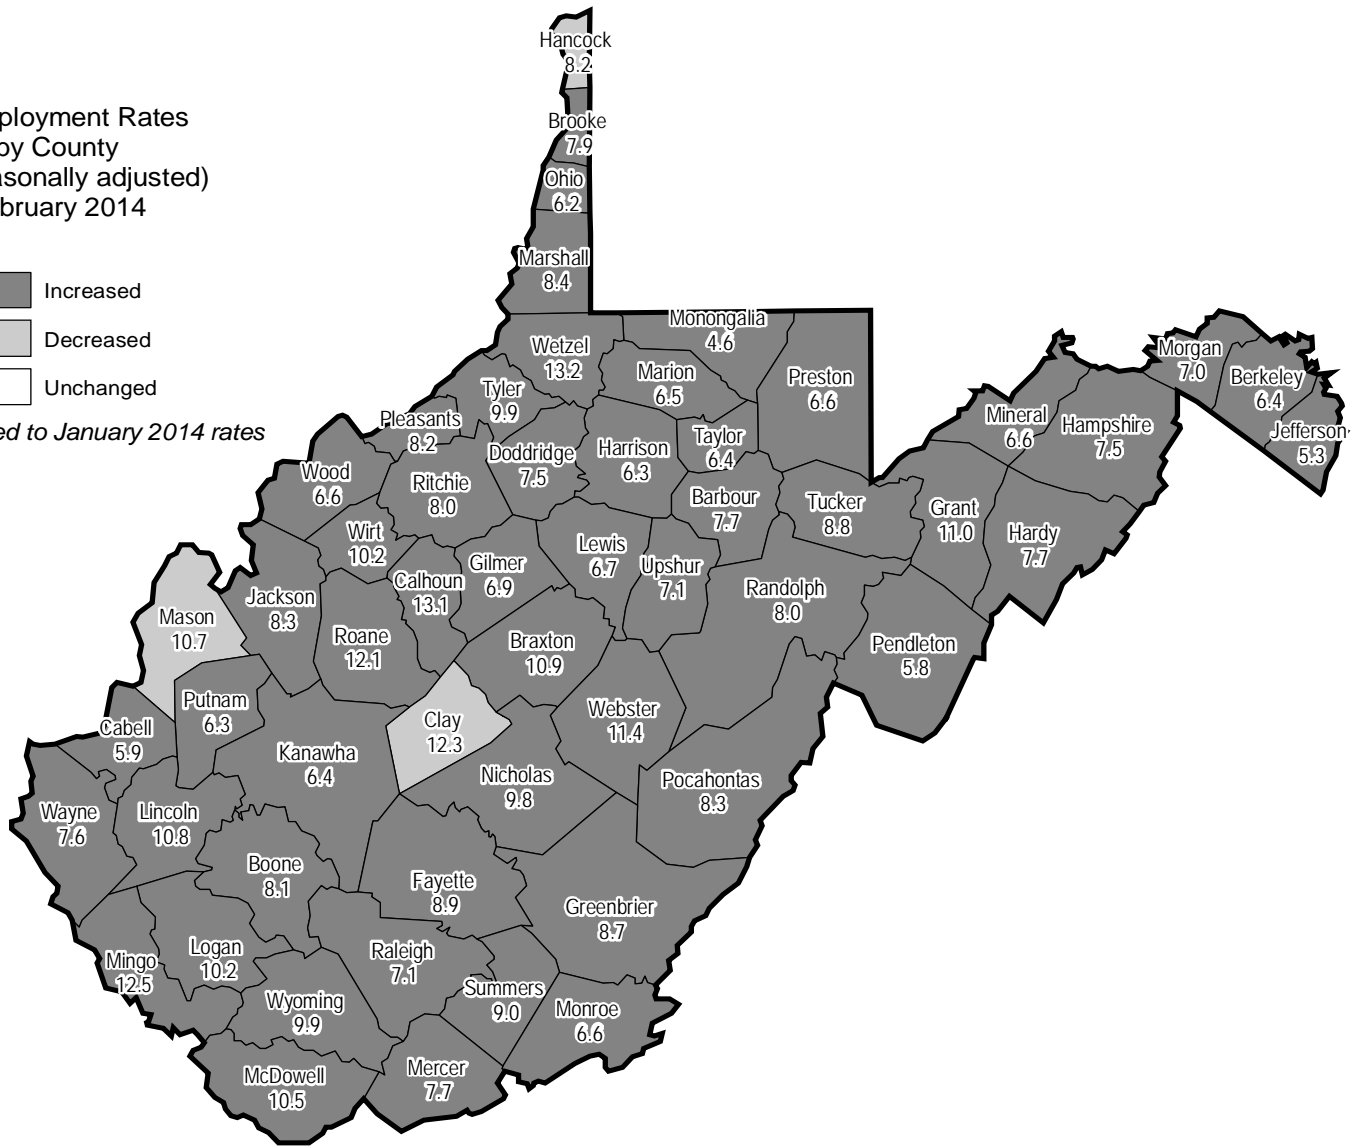 ployment Rates
by County
asonally adjusted)
bruary 2014
Increased
Decreased
Unchanged
ed to January 2014 rates
Hancock
8.2
Brooke
7.9
Ohio
6.2
Marshall
8.4
Monongalia
4.6
Wetzel
13.2
Marion
6.5
Preston
6.6
Tyler
9.9
Pleasants
8.2
Doddridge
7.5
Harrison
6.3
Taylor
6.4
Morgan
7.0
Berkeley
6.4
Jefferson
5.3
Mineral
6.6
Hampshire
7.5
Wood
6.6
Ritchie
8.0
Barbour
7.7
Tucker
8.8
Grant
11.0
Hardy
7.7
Wirt
10.2
Calhoun
13.1
Gilmer
6.9
Lewis
6.7
Upshur
7.1
Randolph
8.0
Pendleton
5.8
Mason
10.7
Jackson
8.3
Roane
12.1
Braxton
10.9
Putnam
6.3
Cabell
5.9
Clay
12.3
Webster
11.4
Kanawha
6.4
Nicholas
9.8
Pocahontas
8.3
Wayne
7.6
Lincoln
10.8
Boone
8.1
Fayette
8.9
Greenbrier
8.7
Mingo
12.5
Logan
10.2
Raleigh
7.1
Summers
9.0
Monroe
6.6
Wyoming
9.9
McDowell
10.5
Mercer
7.7